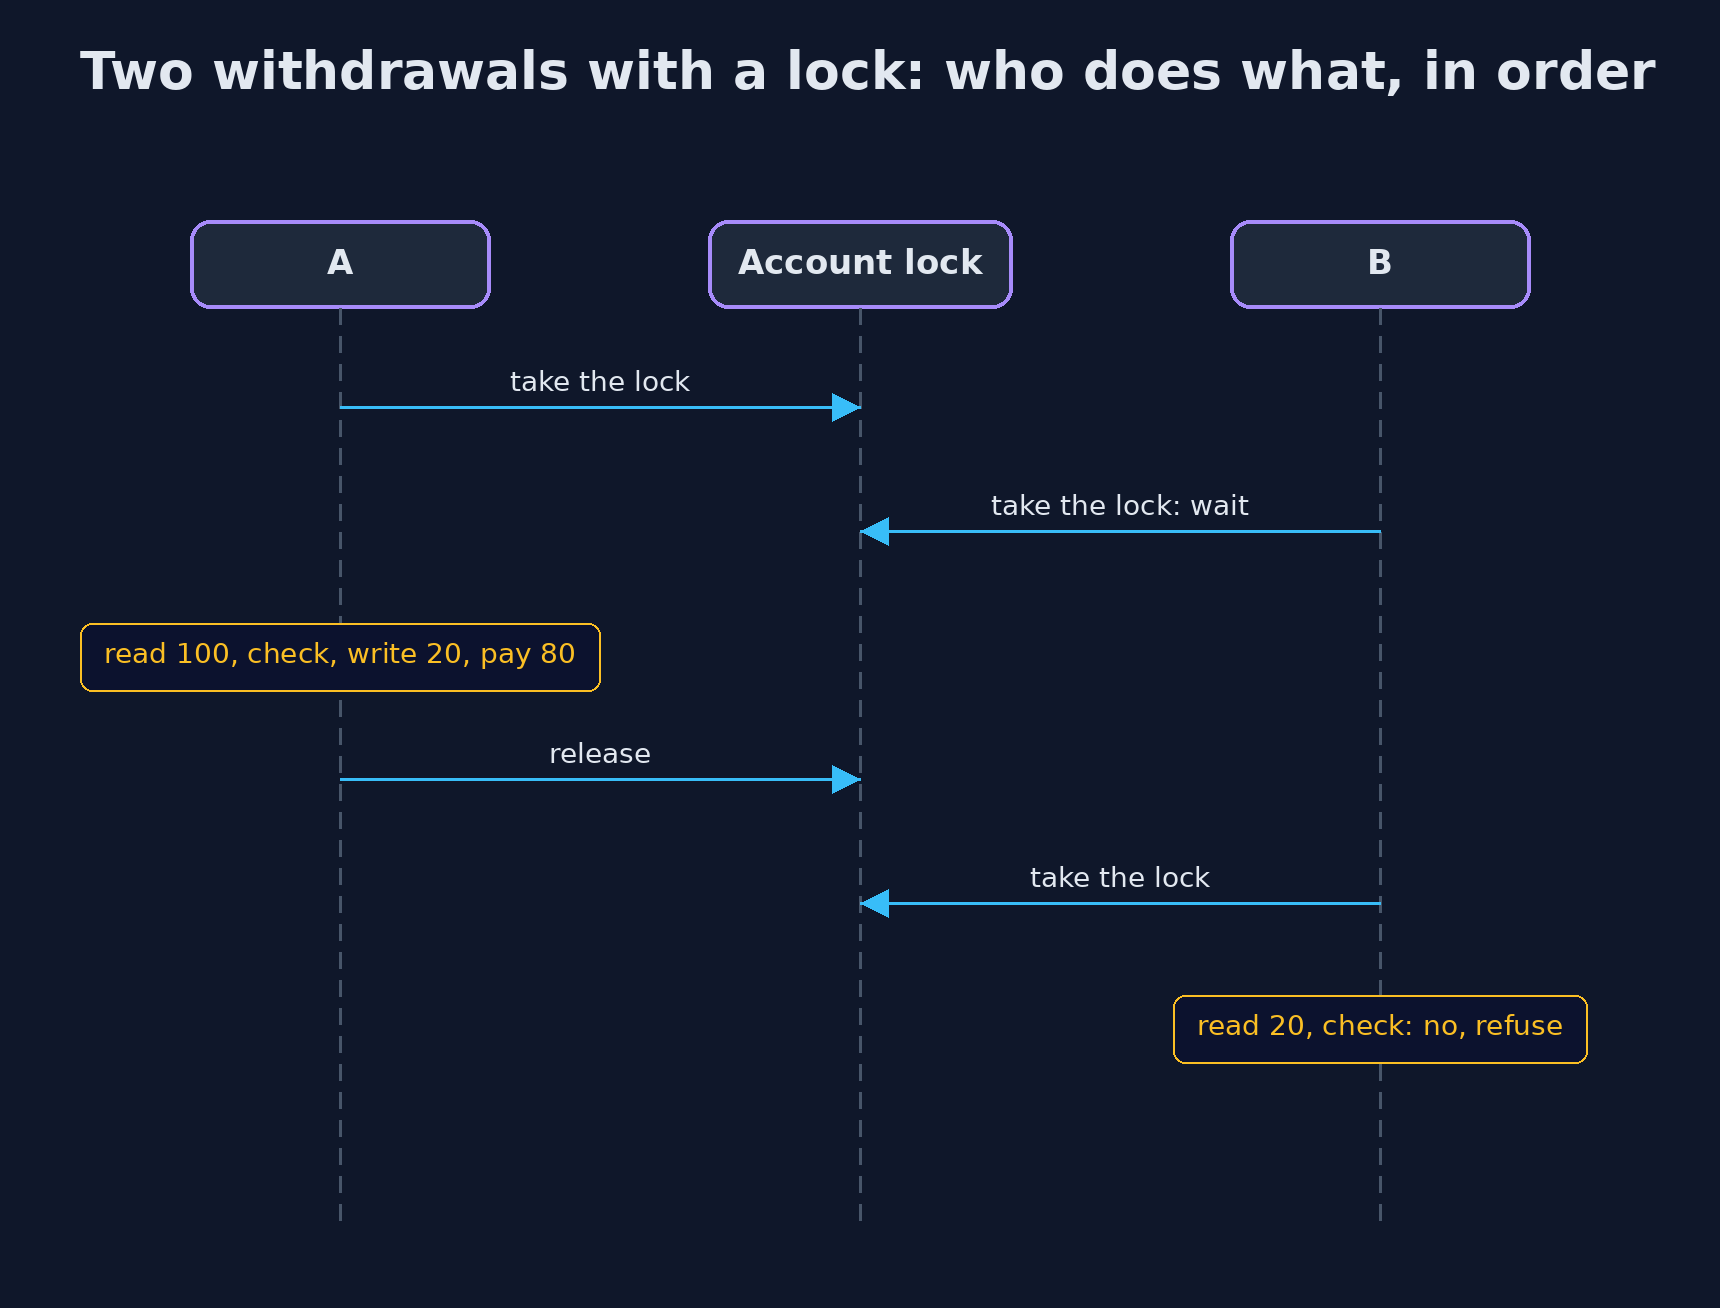 Two withdrawals with a lock: who does what, in order
A
Account lock
B
take the lock
take the lock: wait
read 100, check, write 20, pay 80
release
take the lock
read 20, check: no, refuse